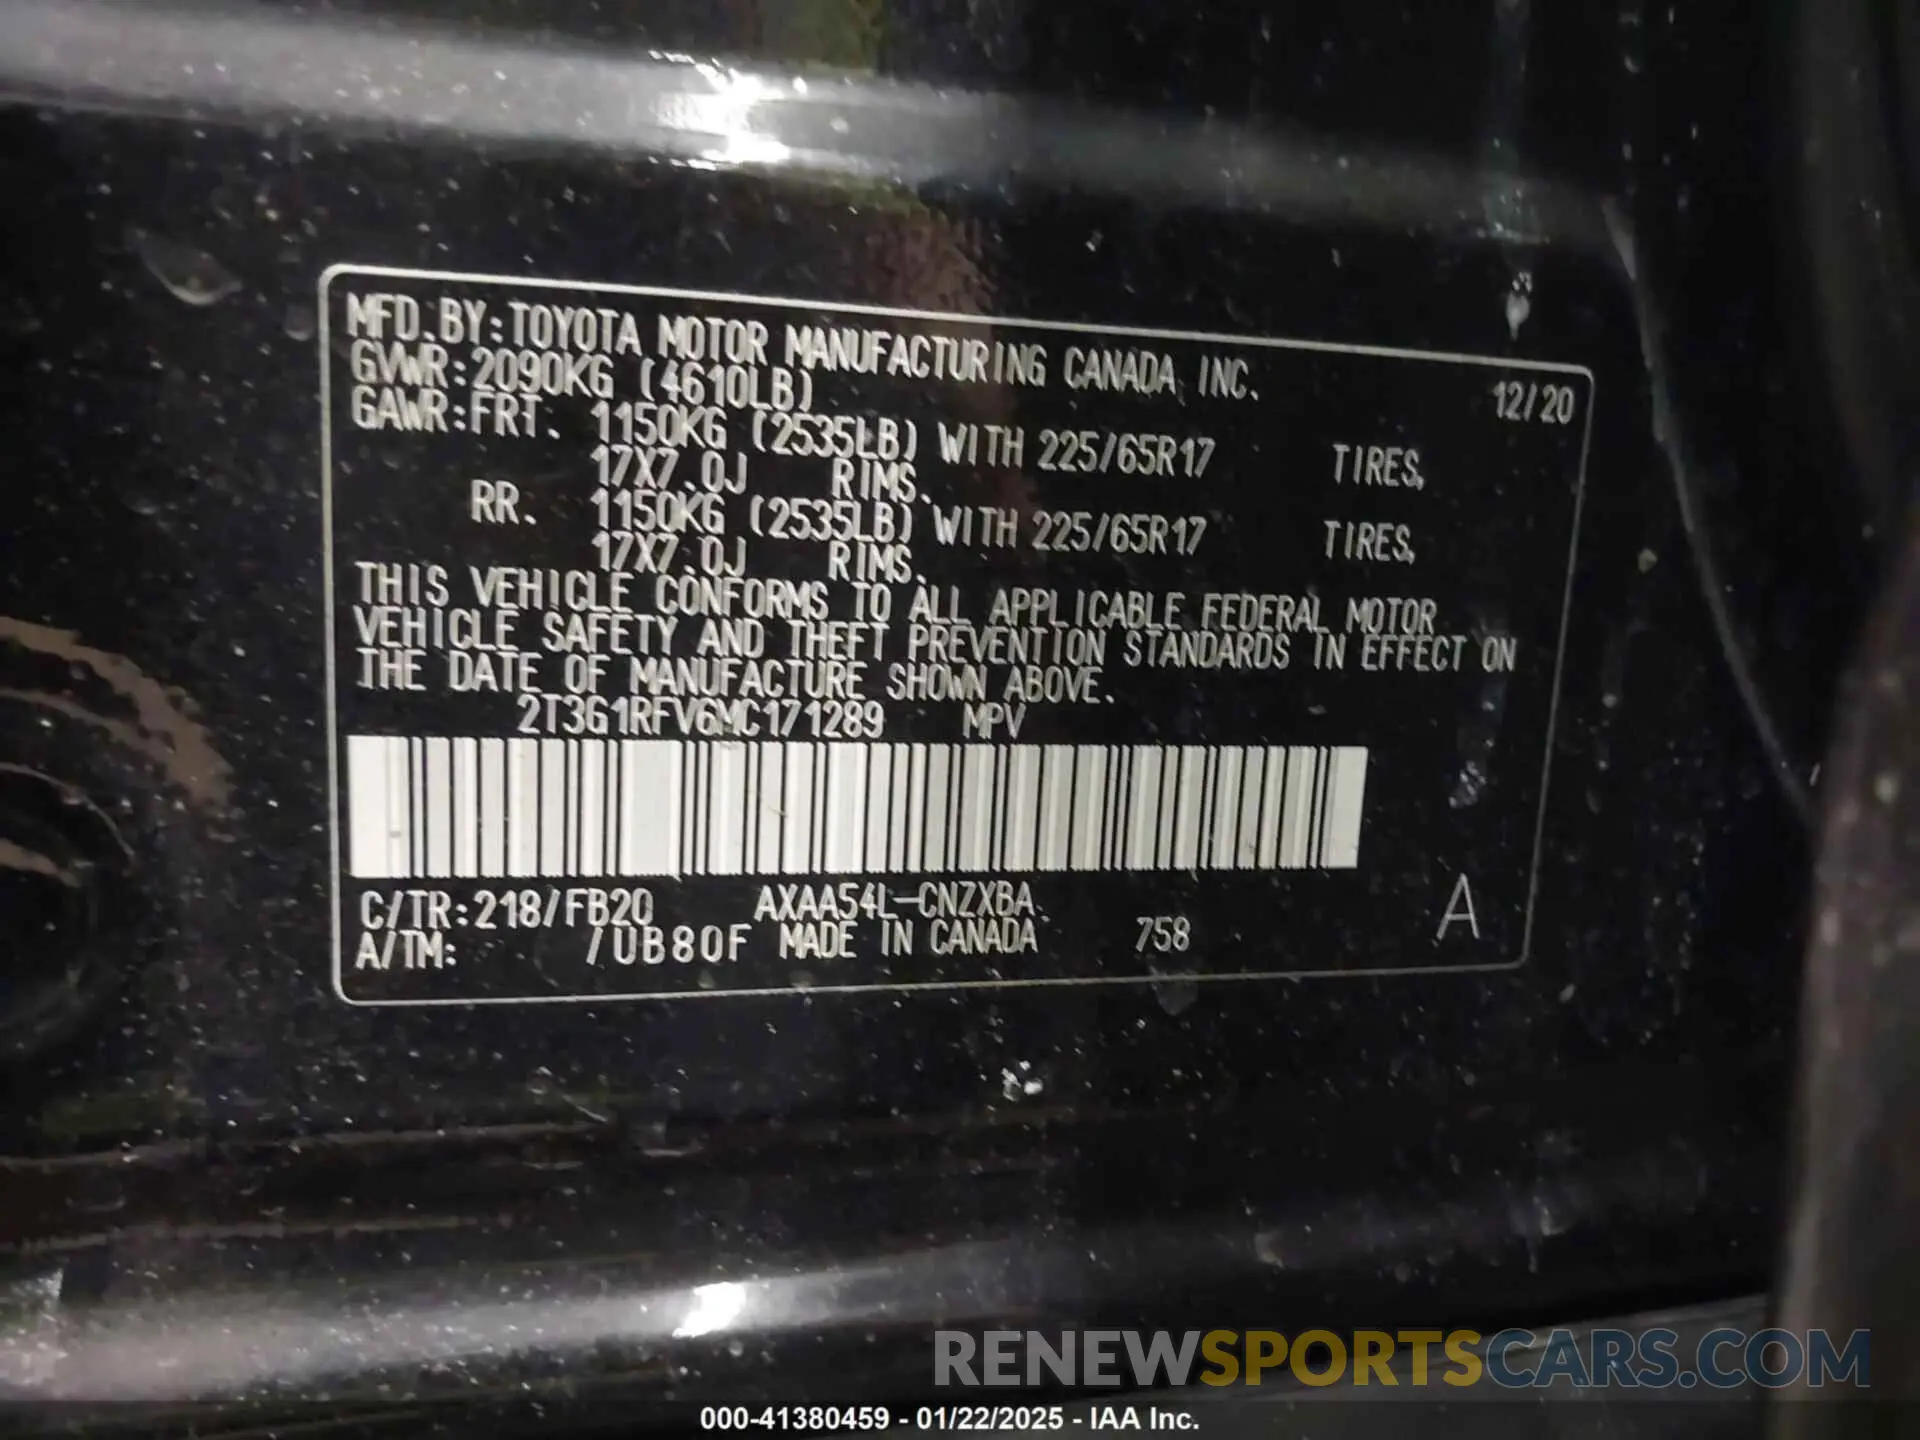 MFD.BY:TOYOTA MOTOR MANUFACTURING CANADA, INC. 12/20
GVWR:2090KG (4610LB)
GAWR:FRT. 1150KG (2535LB) WITH 225/65R17 TIRES,
17X7.0J RIMS.
RR. 1150KG (2535LB) WITH 225/65R17 TIRES,
17X7.0J RIMS.
THIS VEHICLE CONFORMS TO ALL APPLICABLE FEDERAL MOTOR
VEHICLE SAFETY AND THEFT PREVENTION STANDARDS IN EFFECT ON
THE DATE OF MANUFACTURE SHOWN ABOVE.
2T3G1RFV6MC171289 MPV
C/TR:218/FB20 AXAA54L-CNZXBA
A/TM: /UB80F MADE IN CANADA 758 A
RENEWSPORTSCARS.COM
000-41380459 - 01/22/2025 - IAA Inc.